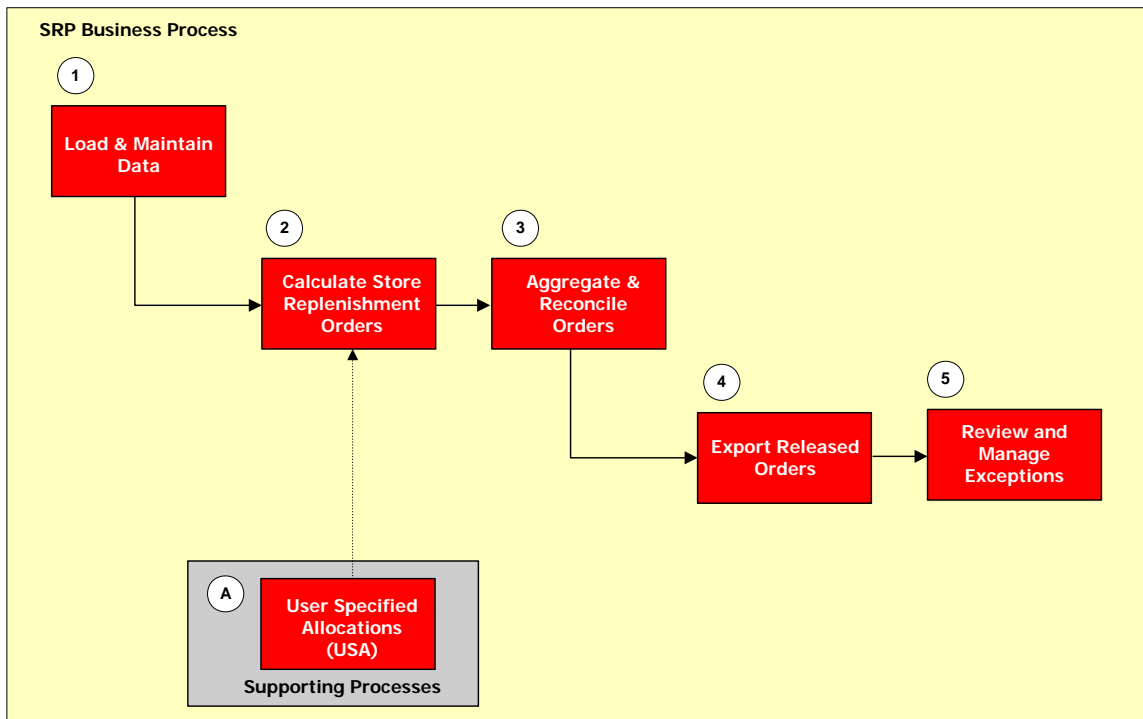 SRP Business Process
1
Load & Maintain
Data
2
Calculate Store
Replenishment
Orders
3
Aggregate &
Reconcile
Orders
4
Export Released
Orders
5
Review and
Manage
Exceptions
A
User Specified
Allocations
(USA)
Supporting Processes